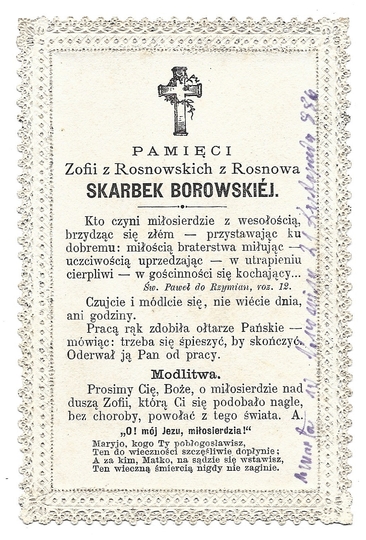 PAMIĘCI
Zofii z Rosnowskich z Rosnowa
SKARBEK BOROWSKIÉJ.
Kto czyni miłosierdzie z wesołością,
brzydząc się złém — przystawając ku
dobremu: miłością braterstwa miłując —
uczciwością uprzedzając — w utrapieniu
cierpliwi — w gościnności się kochający...
Św. Paweł do Rzymian, roz. 12.
Czujcie i módlcie się, nie wiécie dnia,
ani godziny.
Pracą rąk zdobiła ołtarze Pańskie —
mówiąc: trzeba się śpieszyć, by skończyć.
Oderwał ją Pan od pracy.
Modlitwa.
Prosimy Cię, Boże, o miłosierdzie nad
duszą Zofii, którą Ci się podobało nagle,
bez choroby, powołać z tego świata. A.
„O! mój Jezu, miłosierdzia!“
Maryjo, kogo Ty pobłogosławisz,
Ten do wieczności szczęśliwie dopłynie;
A za kim, Matko, na sądzie się wstawisz,
Ten wieczną śmiercią nigdy nie zaginie.